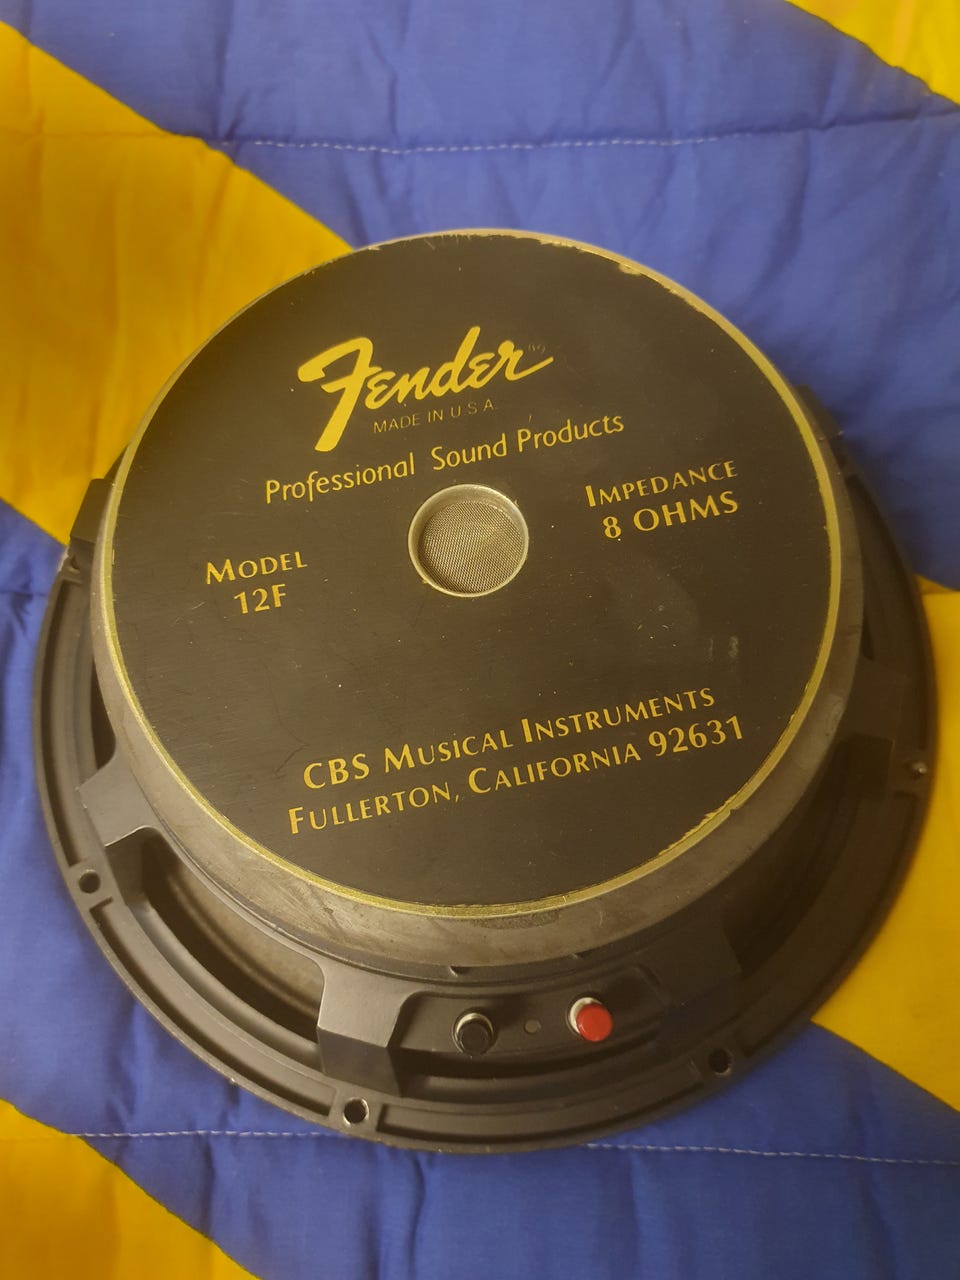 Fender
MADE IN U.S.A.
Professional Sound Products
IMPEDANCE
8 OHMS
MODEL
12F
CBS MUSICAL INSTRUMENTS
FULLERTON, CALIFORNIA 92631